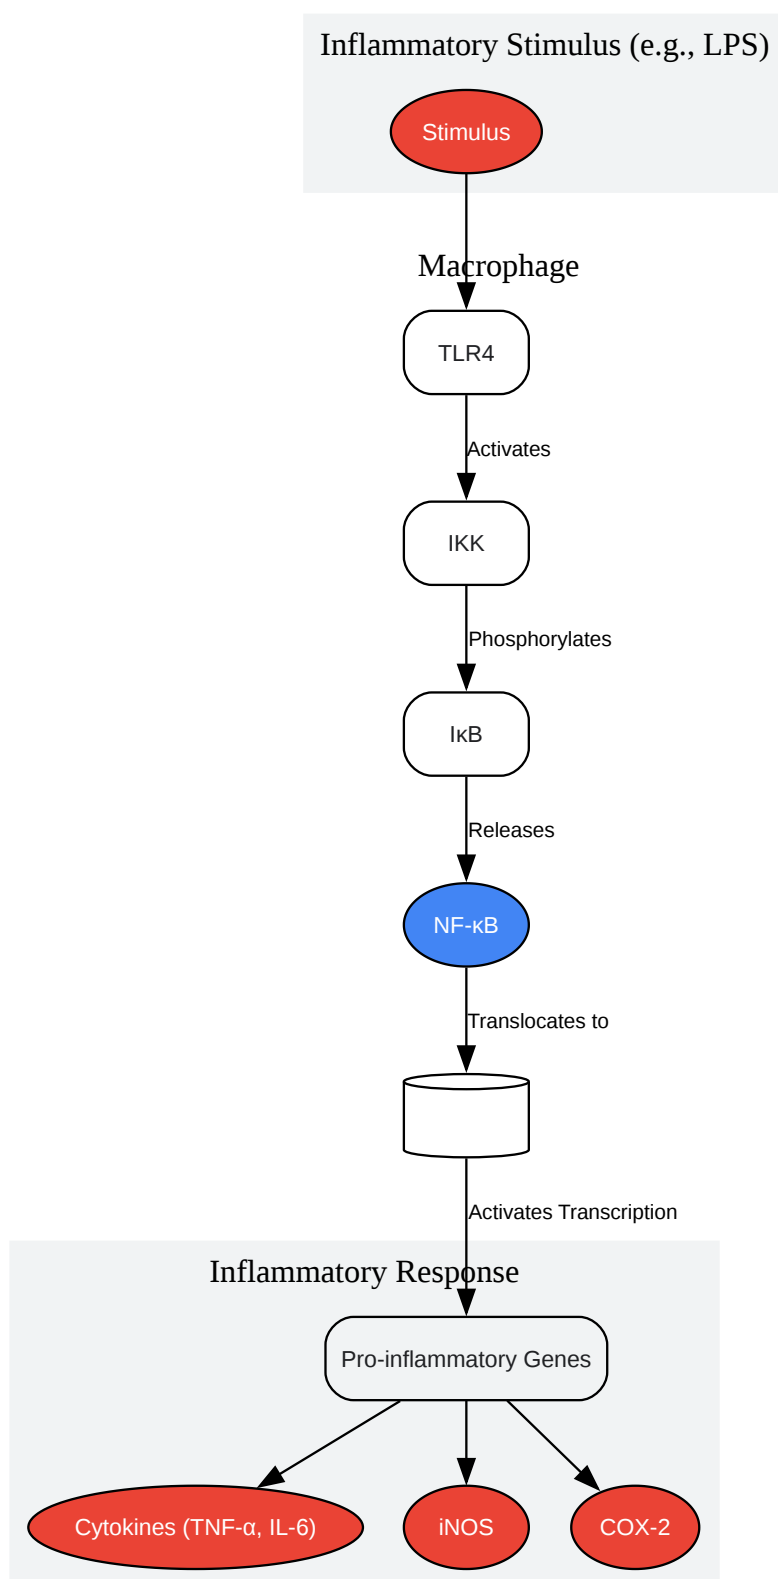 Inflammatory Stimulus (e.g., LPS)
Stimulus
Macrophage
TLR4
Activates
IKK
Phosphorylates
IκB
Releases
NF-κB
Translocates to
Activates Transcription
Inflammatory Response
Pro-inflammatory Genes
Cytokines (TNF-α, IL-6)
iNOS
COX-2